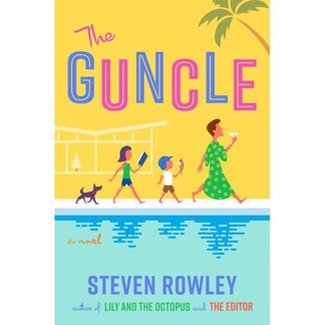 The
GUNCLE
a novel
STEVEN ROWLEY
author of LILY AND THE OCTOPUS and THE EDITOR